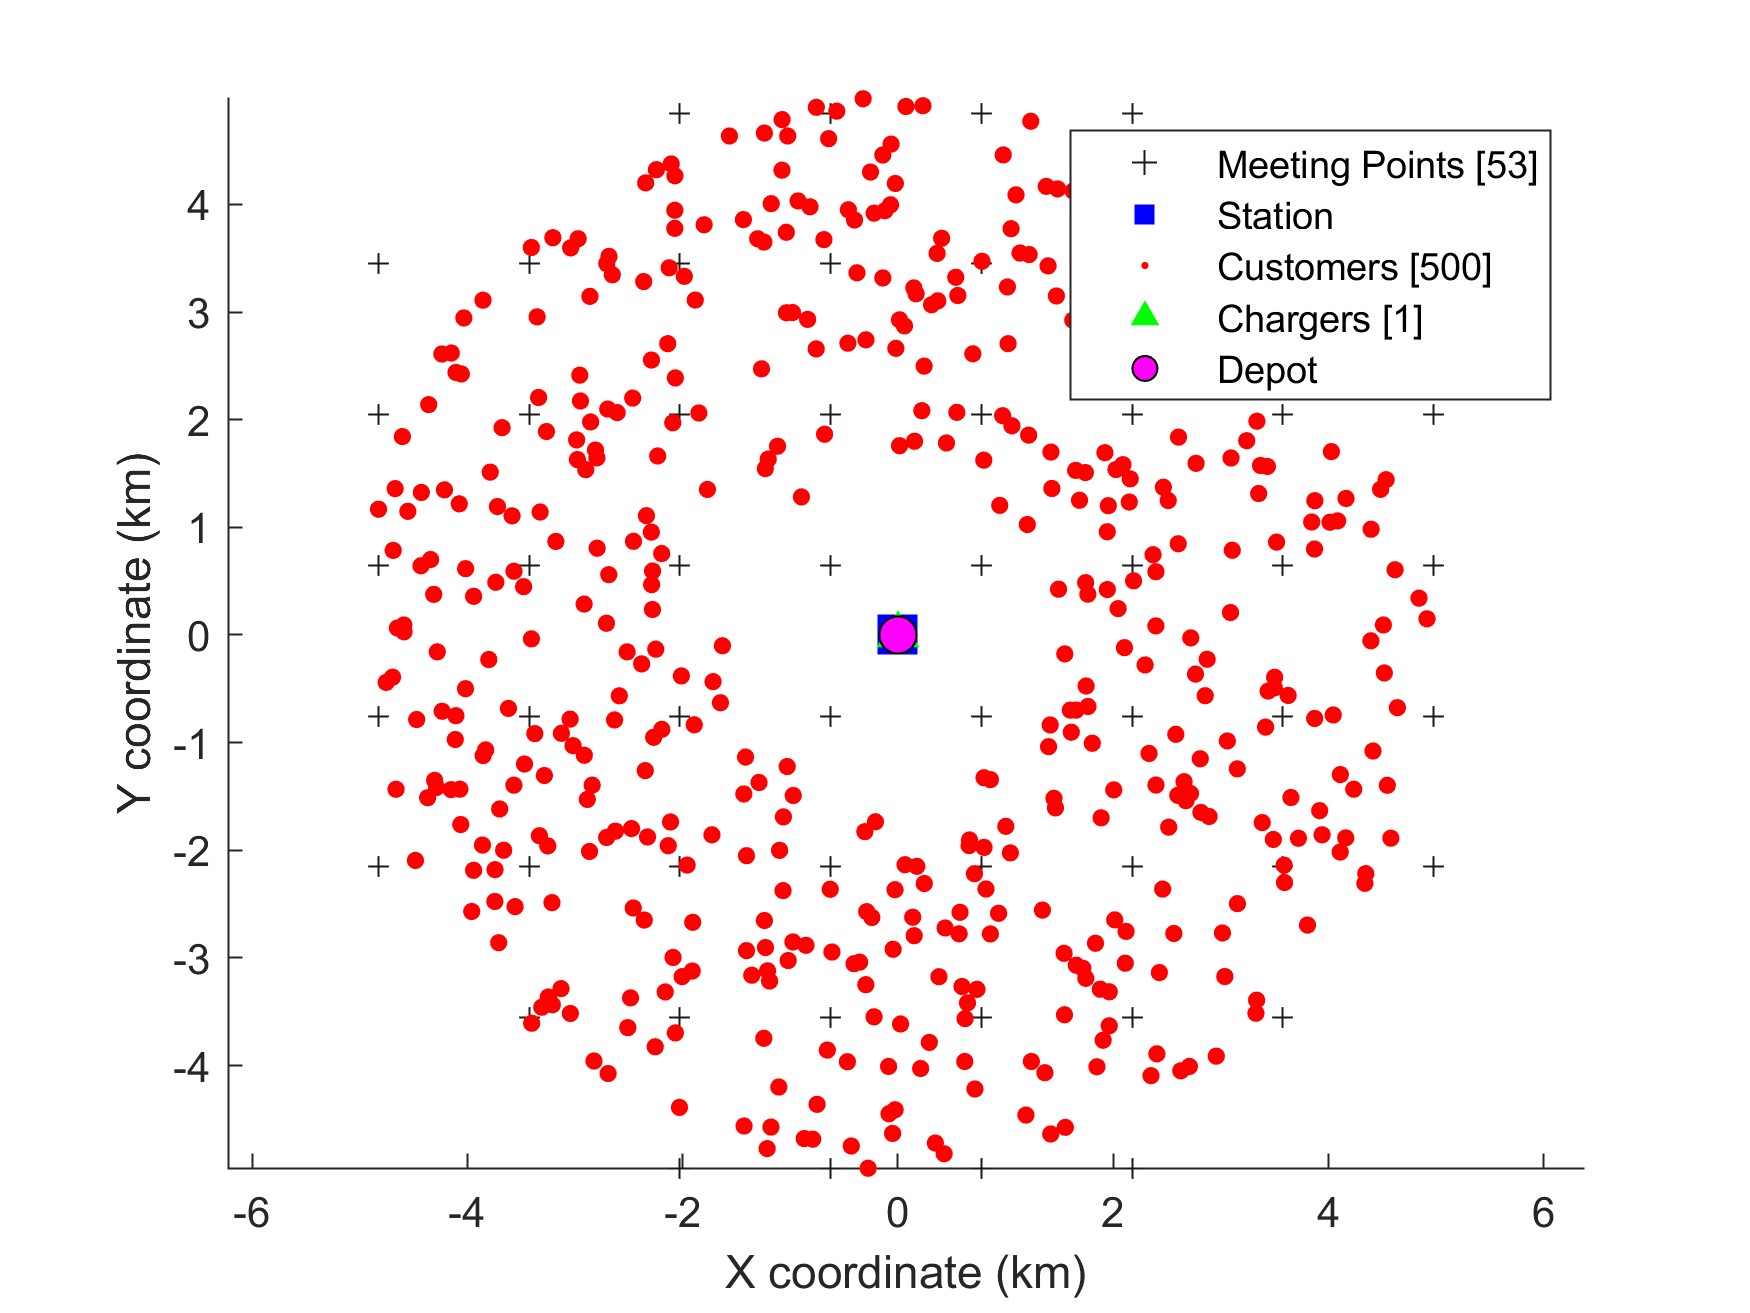 Meeting Points [53]
Station
Customers [500]
Chargers [1]
Depot
4
3
2
1
0
-1
-2
-3
-4
Y coordinate (km)
-6 -4 -2 0 2 4 6
X coordinate (km)